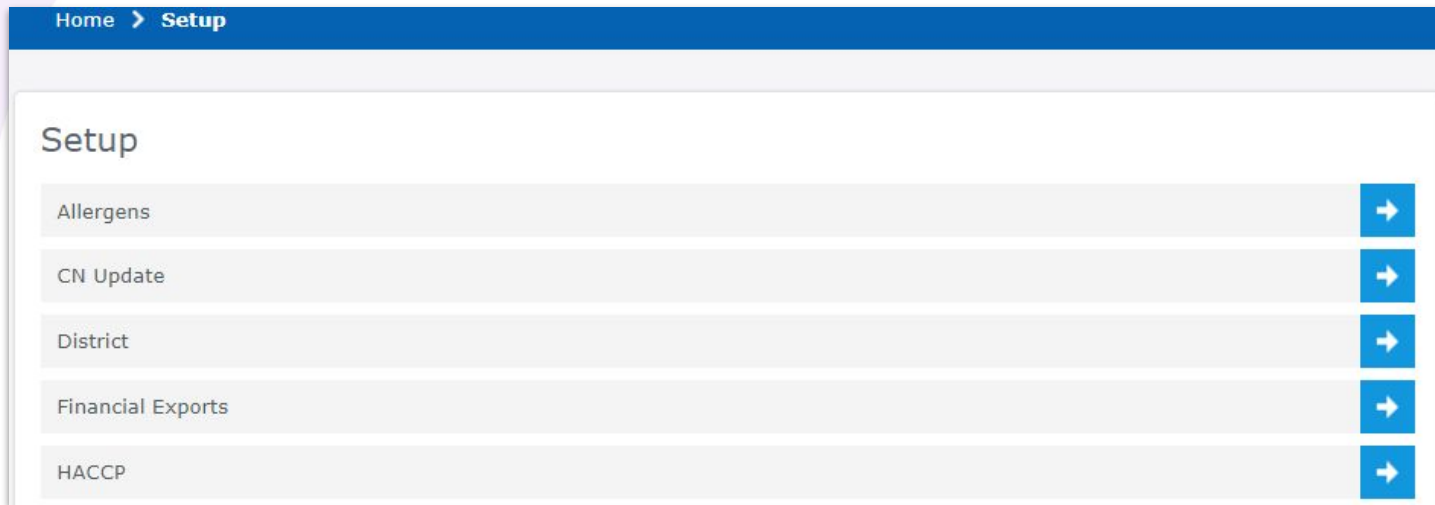 Home > Setup
Setup
Allergens
CN Update
District
Financial Exports
HACCP